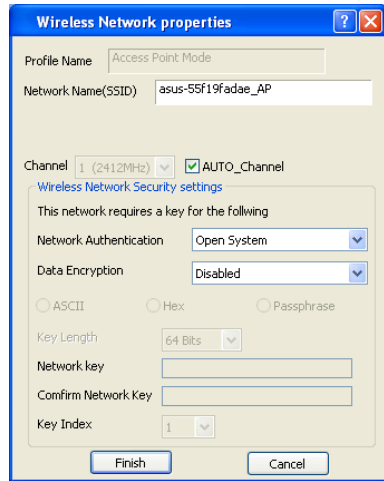 Wireless Network properties
Profile Name Access Point Mode
Network Name(SSID) asus-55f19fadae_AP
Channel 1 (2412MHz) AUTO_Channel
Wireless Network Security settings
This network requires a key for the follwing
Network Authentication Open System
Data Encryption Disabled
ASCII Hex Passphrase
Key Length 64 Bits
Network key
Comfirm Network Key
Key Index 1
Finish Cancel